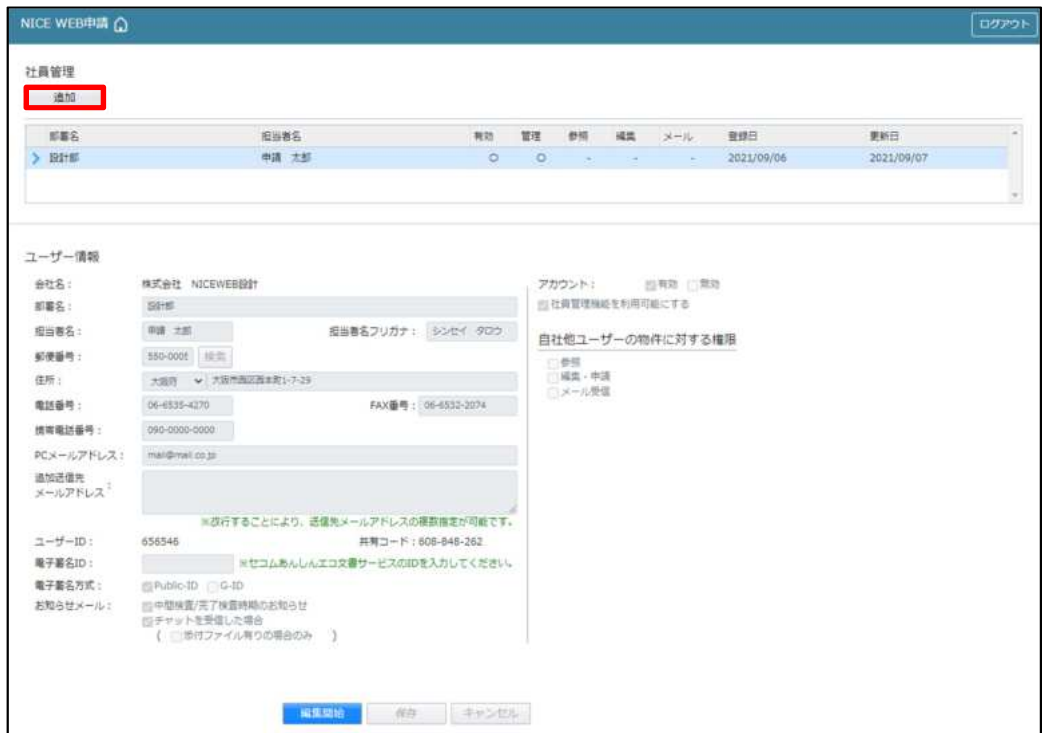 NICE WEB申請
ログアウト
社員管理
追加
部署名 担当者名 有効 管理 参照 編集 メール 登録日 更新日
設計部 申請 太郎 ○ ○ - - - 2021/09/06 2021/09/07
ユーザー情報
会社名： 株式会社 NICEWEB設計
部署名： 設計部
担当者名： 申請 太郎 担当者名フリガナ： シンセイ タロウ
郵便番号： 550-0005 検索
住所： 大阪府 大阪市西区西本町1-7-29
電話番号： 06-6535-4270 FAX番号： 06-6532-2074
携帯電話番号： 090-0000-0000
PCメールアドレス： mail@mail.co.jp
追加送信先
メールアドレス：
※改行することにより、送信先メールアドレスの複数指定が可能です。
ユーザーID： 656546 共有コード：608-848-262
電子署名ID： ※セコムあんしんエコ文書サービスのIDを入力してください。
電子署名方式： Public-ID G-ID
お知らせメール： 中間検査/完了検査時期のお知らせ
チャットを受信した場合
( 添付ファイル有りの場合のみ )
アカウント： 有効 無効
社員管理機能を利用可能にする
自社他ユーザーの物件に対する権限
参照
編集・申請
メール受信
編集開始 保存 キャンセル